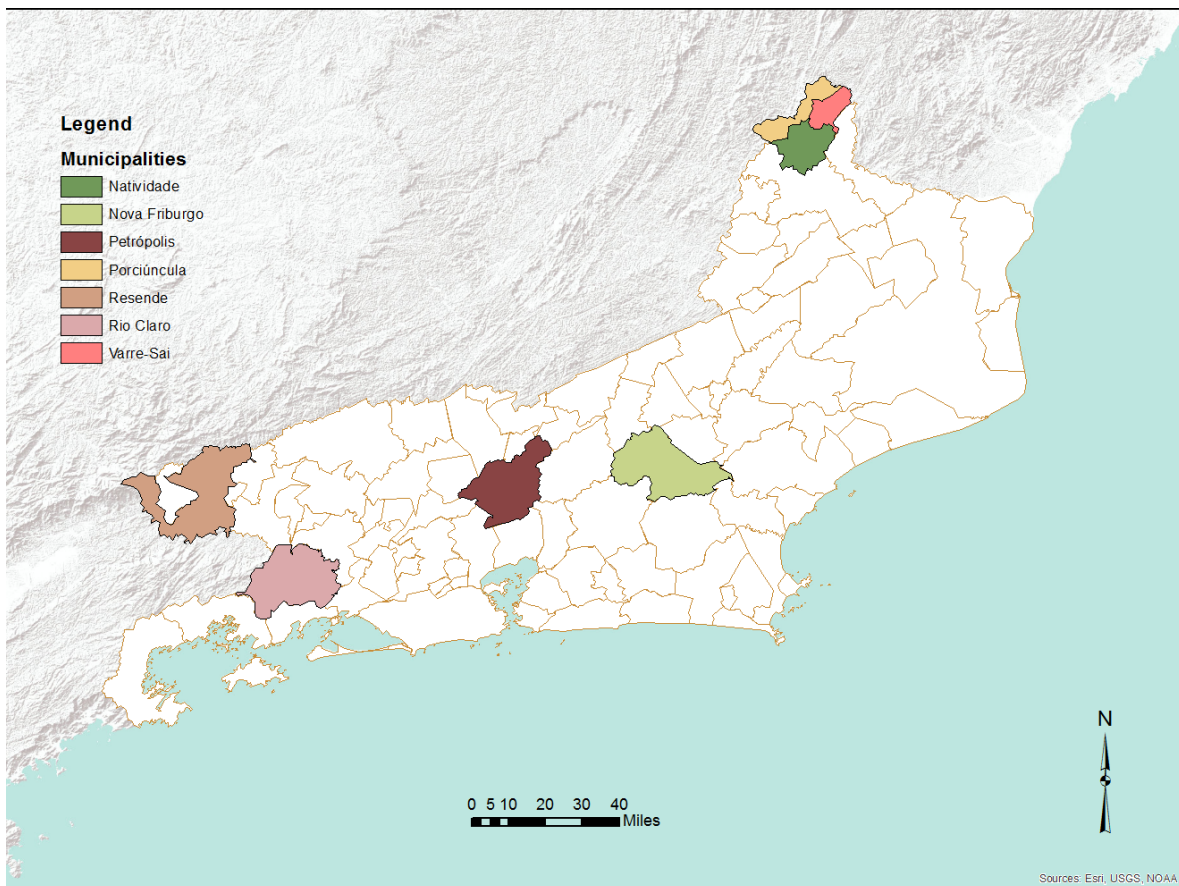 Legend
Municipalities
Natividade
Nova Friburgo
Petrópolis
Porciúncula
Resende
Rio Claro
Varre-Sai
N
0 5 10 20 30 40
Miles
Sources: Esri, USGS, NOAA